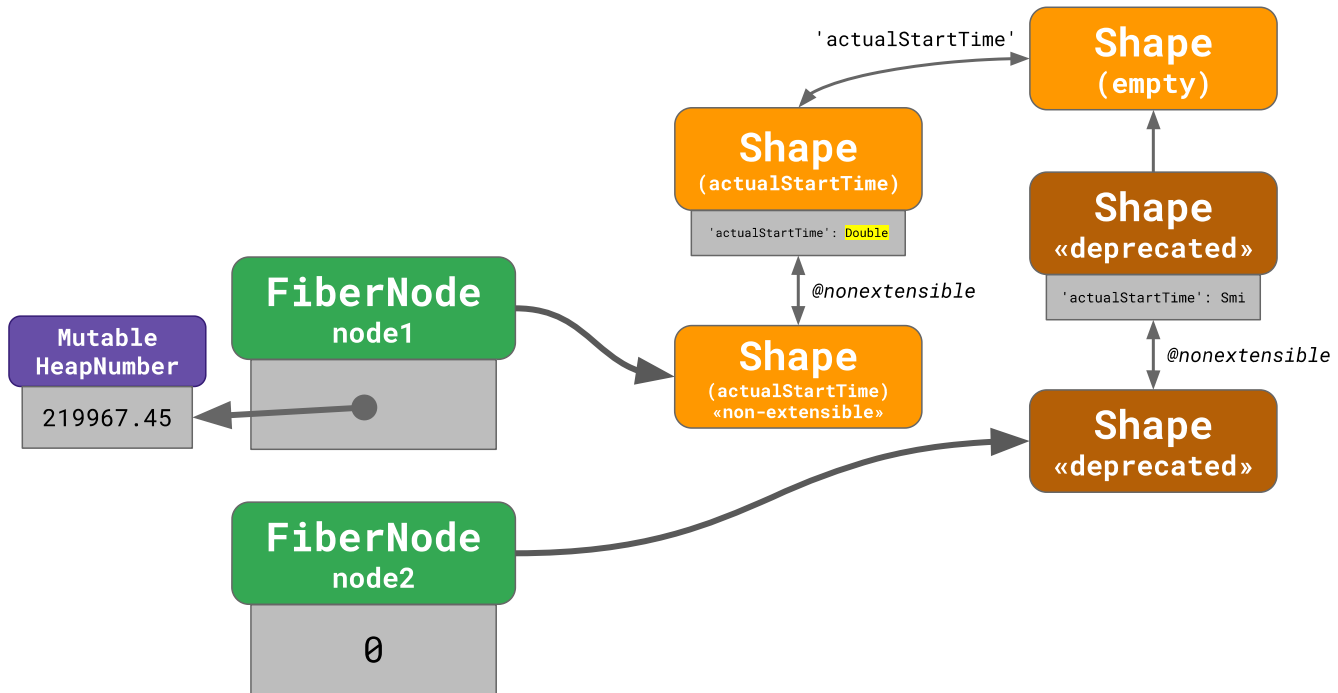 'actualStartTime'
Shape
(empty)
Shape
(actualStartTime)
'actualStartTime': Double
@nonextensible
Shape
«deprecated»
'actualStartTime': Smi
@nonextensible
FiberNode
node1
Mutable
HeapNumber
219967.45
Shape
(actualStartTime)
«non-extensible»
Shape
«deprecated»
FiberNode
node2
0